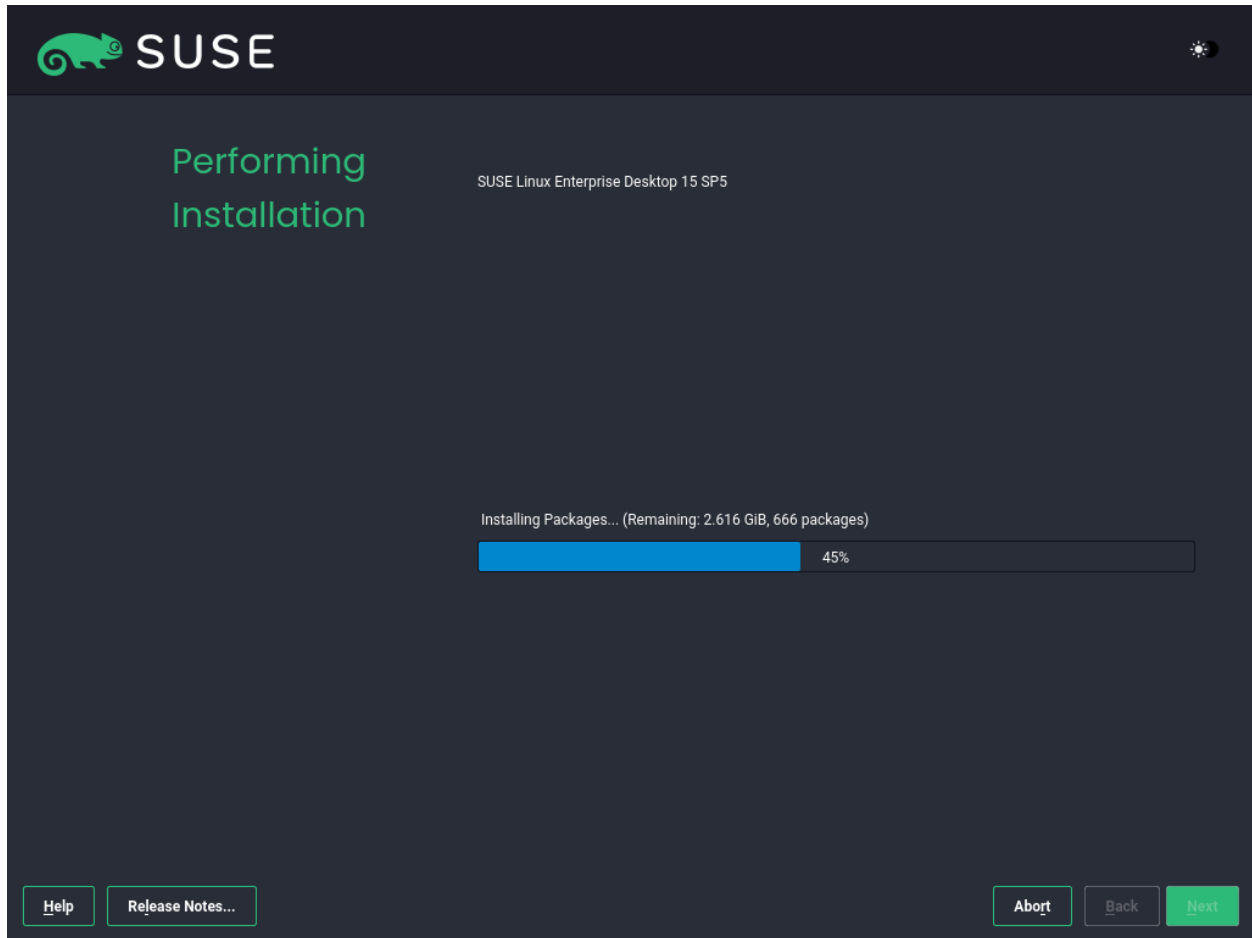 SUSE
Performing
Installation
SUSE Linux Enterprise Desktop 15 SP5
Installing Packages... (Remaining: 2.616 GiB, 666 packages)
45%
Help
Release Notes...
Abort
Back
Next